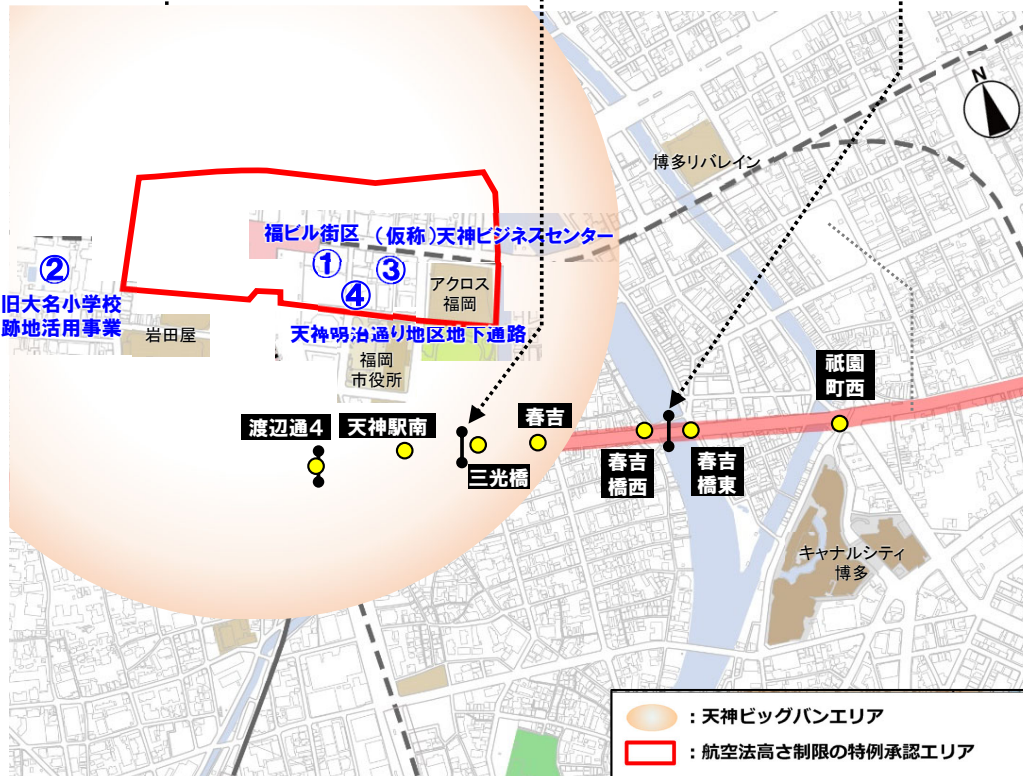 N
博多リバレイン
福ビル街区
(仮称)天神ビジネスセンター
①
③
②
④
アクロス
福岡
旧大名小学校
跡地活用事業
岩田屋
天神明治通り地区地下通路
福岡
市役所
渡辺通4
天神駅南
春吉
三光橋
祇園
町西
春吉
橋西
春吉
橋東
キャナルシティ
博多
:天神ビッグバンエリア
:航空法高さ制限の特例承認エリア